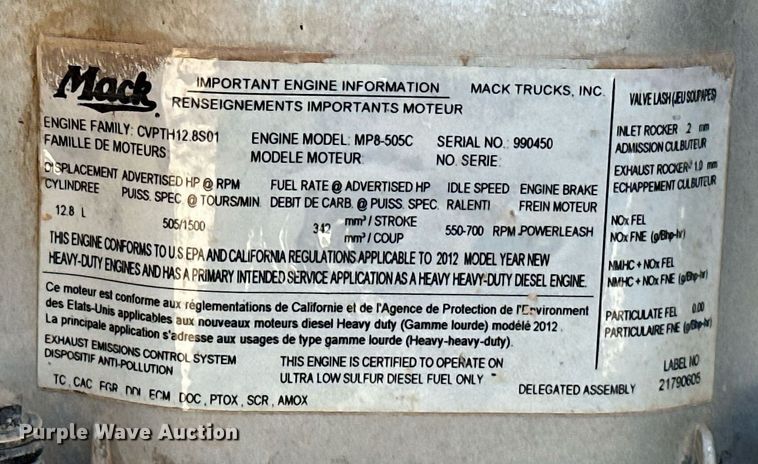 Mack
IMPORTANT ENGINE INFORMATION MACK TRUCKS, INC.
RENSEIGNEMENTS IMPORTANTS MOTEUR
ENGINE FAMILY: CVPTH12.8S01 ENGINE MODEL: MP8-505C SERIAL NO.: 990450
FAMILLE DE MOTEURS MODELE MOTEUR: NO. SERIE:
DISPLACEMENT ADVERTISED HP @ RPM FUEL RATE @ ADVERTISED HP IDLE SPEED ENGINE BRAKE
CYLINDREE PUISS. SPEC. @ TOURS/MIN. DEBIT DE CARB. @ PUISS. SPEC. RALENTI FREIN MOTEUR
12.8 L 505/1500 342 mm³ / STROKE 550-700 RPM POWERLEASH
mm³ / COUP
THIS ENGINE CONFORMS TO U.S EPA AND CALIFORNIA REGULATIONS APPLICABLE TO 2012 MODEL YEAR NEW
HEAVY-DUTY ENGINES AND HAS A PRIMARY INTENDED SERVICE APPLICATION AS A HEAVY HEAVY-DUTY DIESEL ENGINE.
Ce moteur est conforme aux réglementations de Californie et de l'Agence de Protection de l'Environment
des Etats-Unis applicables aux nouveaux moteurs diesel Heavy duty (Gamme lourde) modèlé 2012.
La principale application s'adresse aux usages de type gamme lourde (Heavy-heavy-duty).
EXHAUST EMISSIONS CONTROL SYSTEM THIS ENGINE IS CERTIFIED TO OPERATE ON
DISPOSITIF ANTI-POLLUTION ULTRA LOW SULFUR DIESEL FUEL ONLY
TC, CAC, EGR, DDI, ECM, DOC, PTOX, SCR, AMOX DELEGATED ASSEMBLY
VALVE LASH (JEU SOUPAPES)
INLET ROCKER .2 mm
ADMISSION CULBUTEUR
EXHAUST ROCKER 1.0 mm
ECHAPPEMENT CULBUTEUR
NOx FEL
NOx FNE (g/Bhp-hr)
NMHC + NOx FEL
NMHC + NOx FNE (g/Bhp-hr)
PARTICULATE FEL 0.00
PARTICULAIRE FNE (g/Bhp-hr)
LABEL NO
21790605
Purple Wave Auction